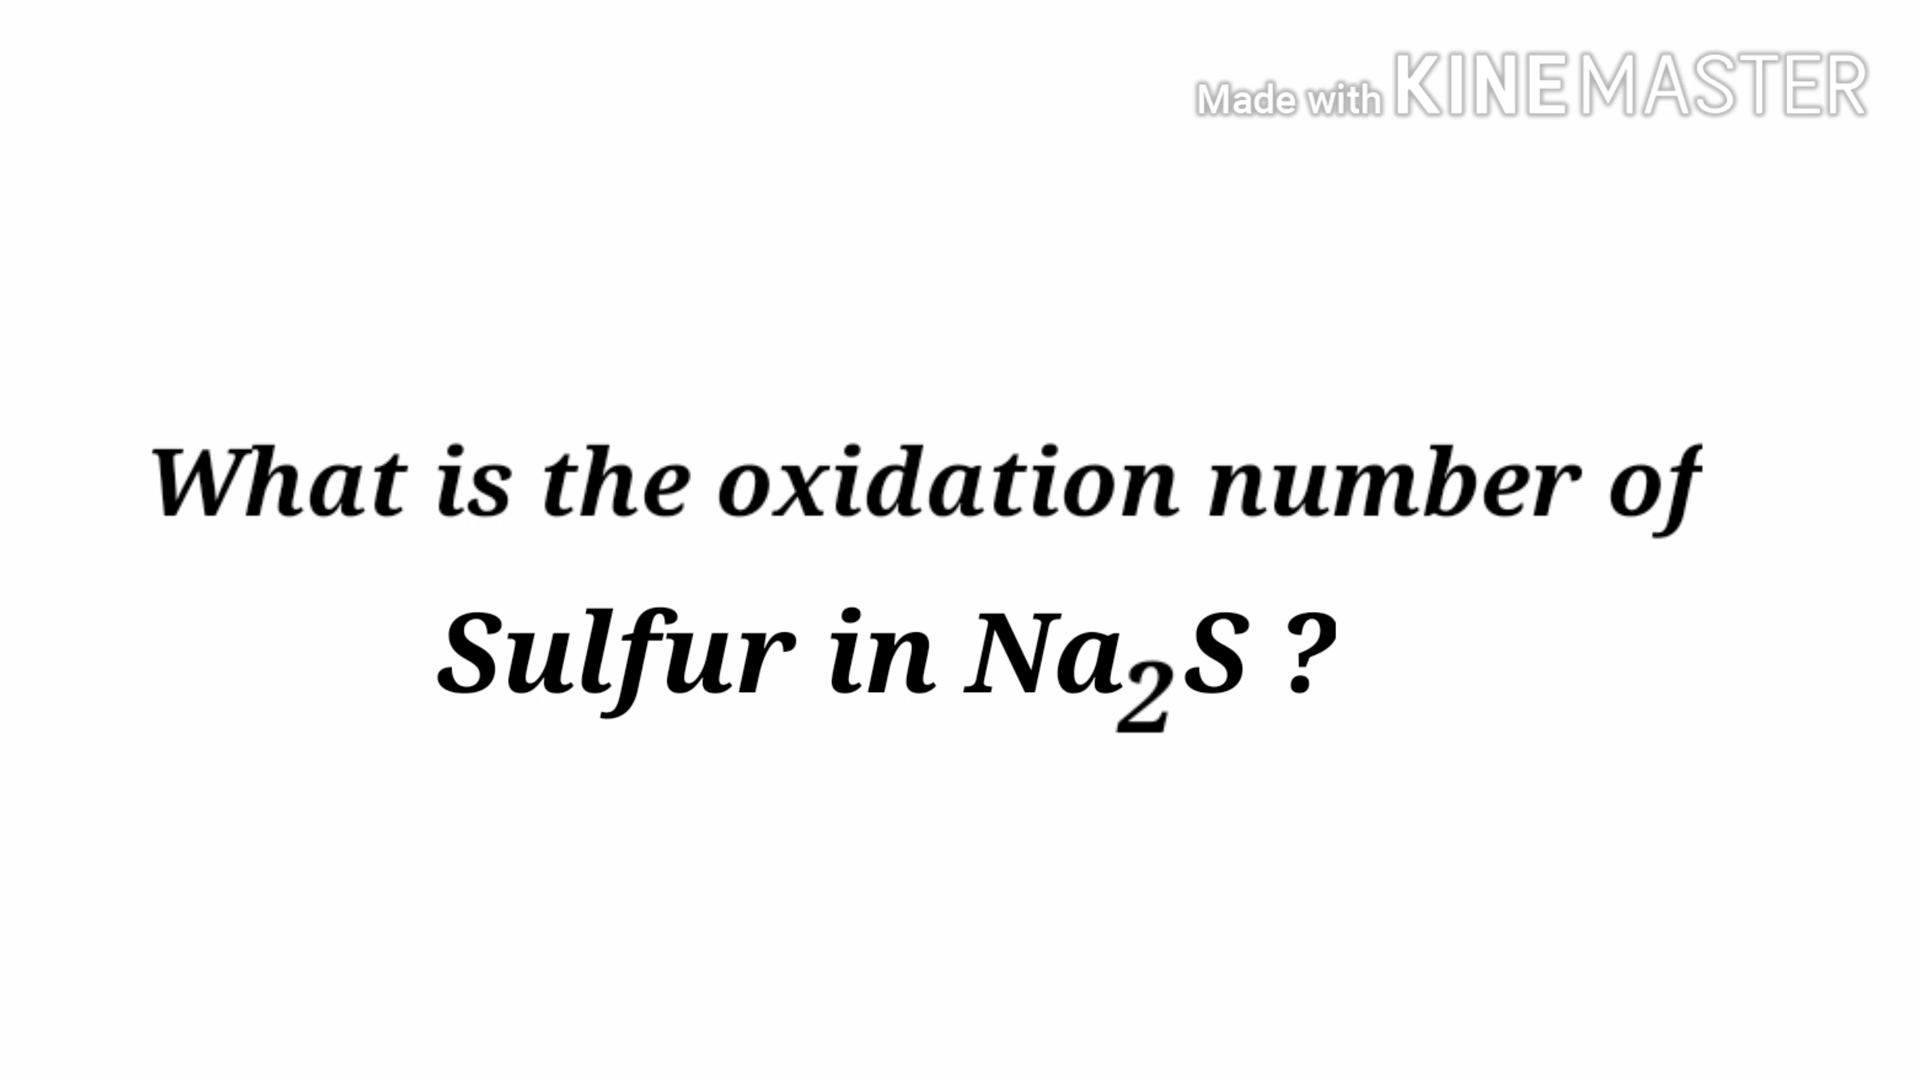 Made with KINEMASTER
What is the oxidation number of
Sulfur in Na₂S ?